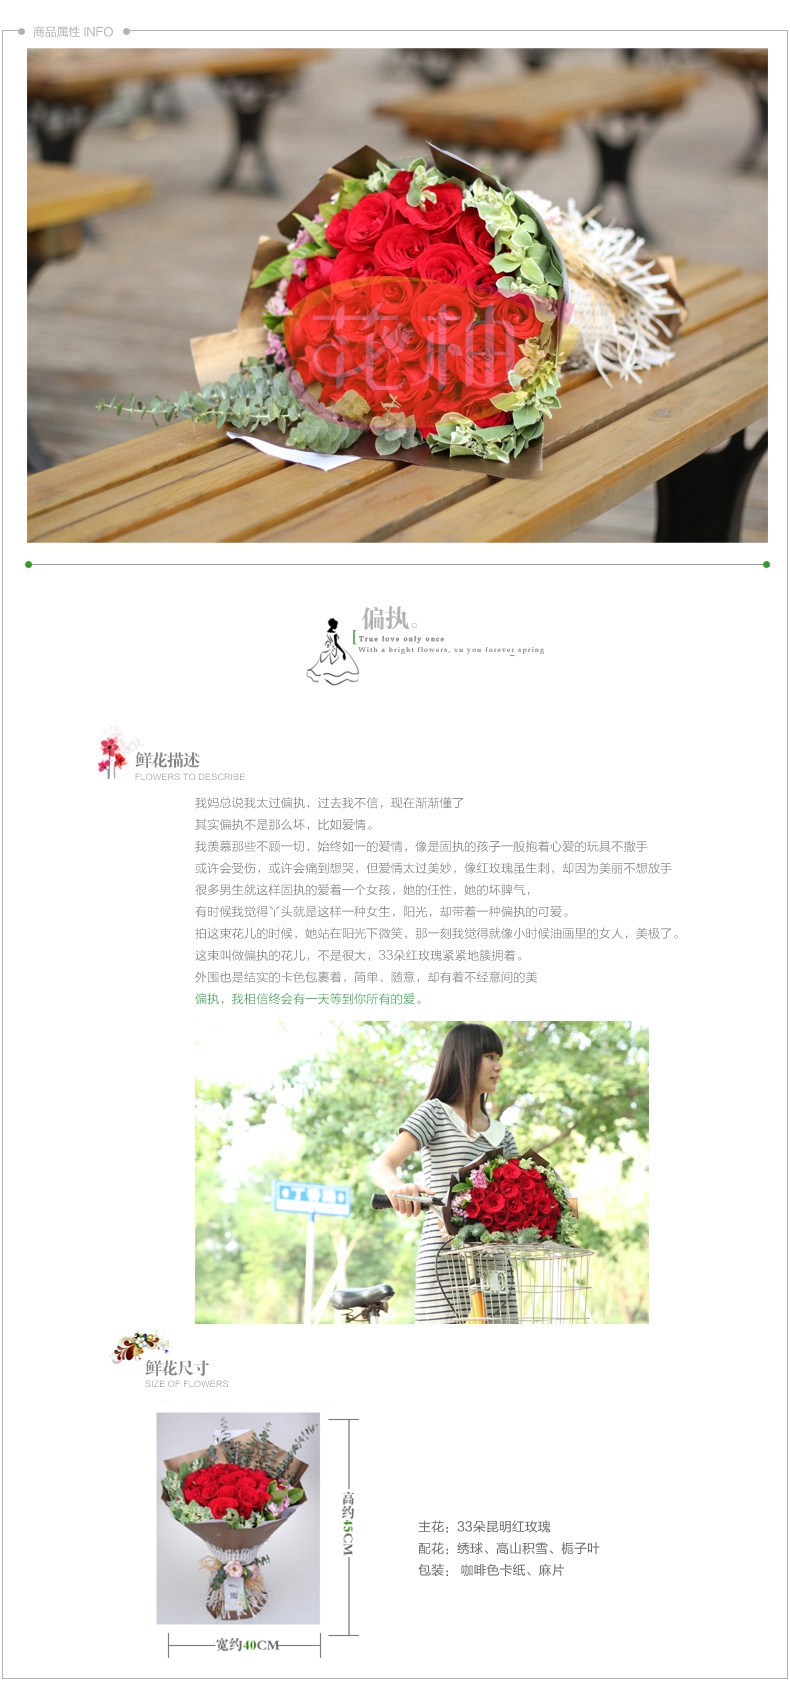 商品属性 INFO
花柚
偏执。
True love only once
With a bright flowers, xu you forever spring
鲜花描述
FLOWERS TO DESCRIBE
我妈总说我太过偏执，过去我不信，现在渐渐懂了
其实偏执不是那么坏，比如爱情。
我羡慕那些不顾一切，始终如一的爱情，像是固执的孩子一般抱着心爱的玩具不撒手
或许会受伤，或许会痛到想哭，但爱情太过美妙，像红玫瑰虽生刺，却因为美丽不想放手
很多男生就这样固执的爱着一个女孩，她的任性，她的坏脾气，
有时候我觉得丫头就是这样一种女生，阳光，却带着一种偏执的可爱。
拍这束花儿的时候，她站在阳光下微笑，那一刻我觉得就像小时候油画里的女人，美极了。
这束叫做偏执的花儿，不是很大，33朵红玫瑰紧紧地簇拥着。
外围也是结实的卡色包裹着，简单、随意，却有着不经意间的美
偏执，我相信终会有一天等到你所有的爱。
鲜花尺寸
SIZE OF FLOWERS
高约45CM
主花：33朵昆明红玫瑰
配花：绣球、高山积雪、栀子叶
包装： 咖啡色卡纸、麻片
宽约40CM